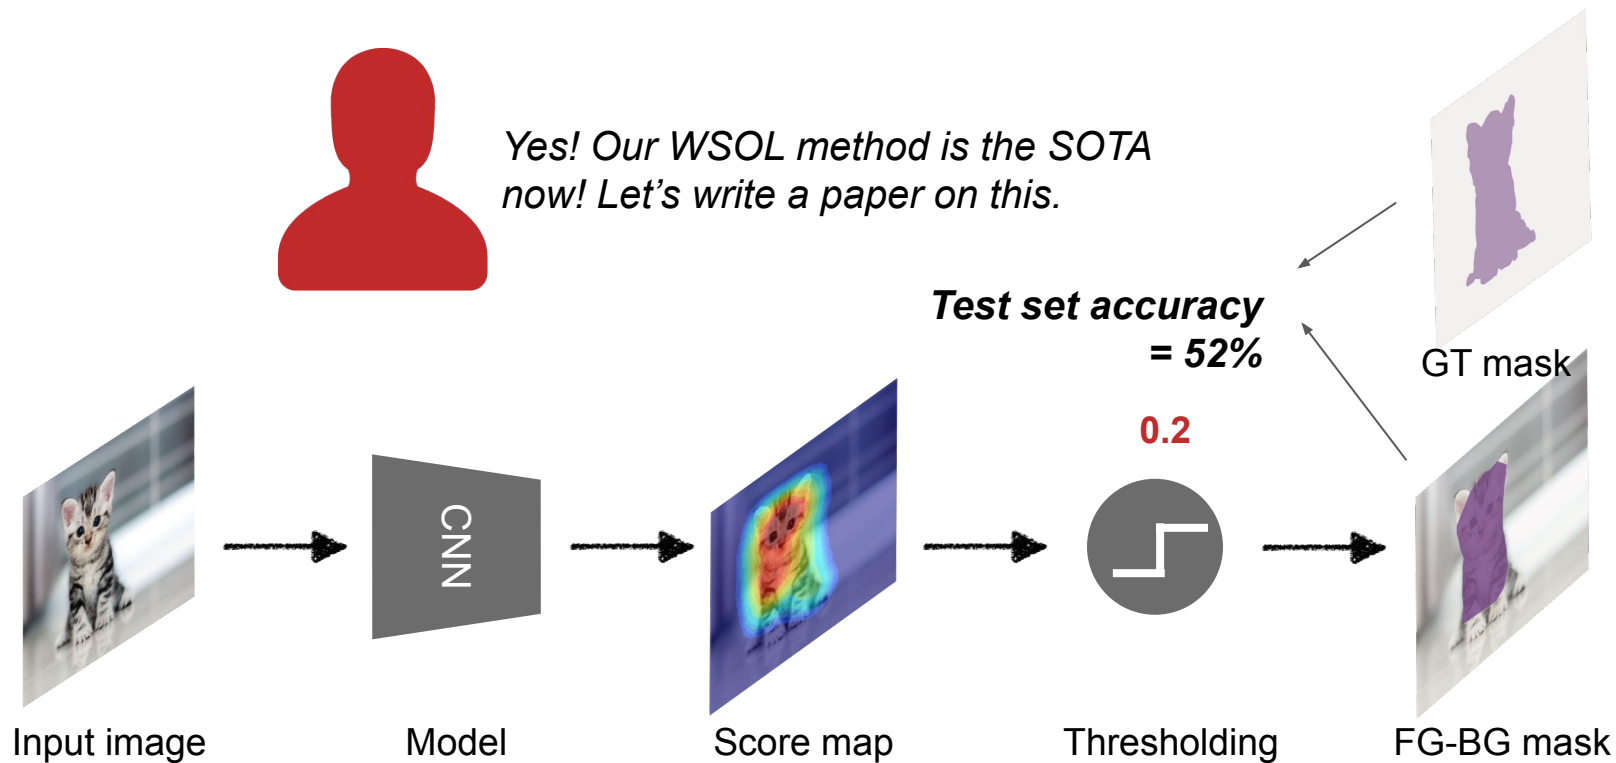 Yes! Our WSOL method is the SOTA
now! Let's write a paper on this.
Test set accuracy
= 52%
GT mask
0.2
CNN
Input image
Model
Score map
Thresholding
FG-BG mask